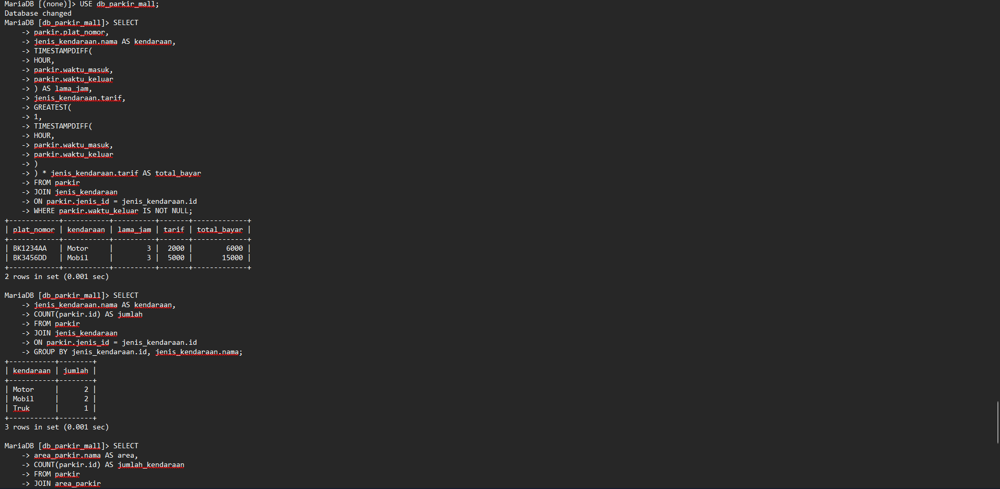 MariaDB [(none)]> USE db_parkir_mall;
Database changed
MariaDB [db_parkir_mall]> SELECT
    -> parkir.plat_nomor,
    -> jenis_kendaraan.nama AS kendaraan,
    -> TIMESTAMPDIFF(
    -> HOUR,
    -> parkir.waktu_masuk,
    -> parkir.waktu_keluar
    -> ) AS lama_jam,
    -> jenis_kendaraan.tarif,
    -> GREATEST(
    -> 1,
    -> TIMESTAMPDIFF(
    -> HOUR,
    -> parkir.waktu_masuk,
    -> parkir.waktu_keluar
    -> )
    -> ) * jenis_kendaraan.tarif AS total_bayar
    -> FROM parkir
    -> JOIN jenis_kendaraan
    -> ON parkir.jenis_id = jenis_kendaraan.id
    -> WHERE parkir.waktu_keluar IS NOT NULL;
+------------+-----------+----------+-------+-------------+
| plat_nomor | kendaraan | lama_jam | tarif | total_bayar |
+------------+-----------+----------+-------+-------------+
| BK1234AA   | Motor     |        3 |  2000 |        6000 |
| BK3456DD   | Mobil     |        3 |  5000 |       15000 |
+------------+-----------+----------+-------+-------------+
2 rows in set (0.001 sec)

MariaDB [db_parkir_mall]> SELECT
    -> jenis_kendaraan.nama AS kendaraan,
    -> COUNT(parkir.id) AS jumlah
    -> FROM parkir
    -> JOIN jenis_kendaraan
    -> ON parkir.jenis_id = jenis_kendaraan.id
    -> GROUP BY jenis_kendaraan.id, jenis_kendaraan.nama;
+-----------+--------+
| kendaraan | jumlah |
+-----------+--------+
| Motor     |      2 |
| Mobil     |      2 |
| Truk      |      1 |
+-----------+--------+
3 rows in set (0.001 sec)

MariaDB [db_parkir_mall]> SELECT
    -> area_parkir.nama AS area,
    -> COUNT(parkir.id) AS jumlah_kendaraan
    -> FROM parkir
    -> JOIN area_parkir